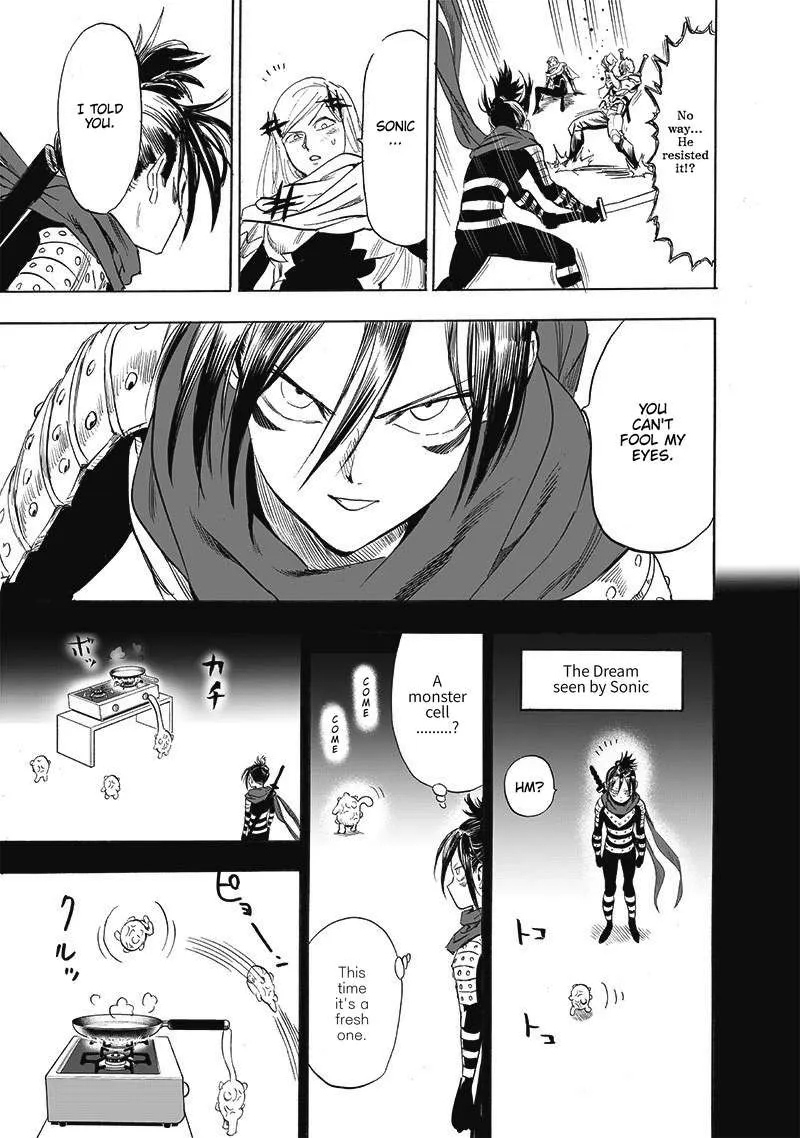 No
way...
He
resisted
it!?
SONIC
...
I TOLD
YOU.
YOU
CAN'T
FOOL MY
EYES.
The Dream
seen by Sonic
HM?
トコ
トコ
A
monster
cell
.........?
COME
COME
This
time
it's a
fresh
one.
カチ
ボッ
ピョーン
クルッ